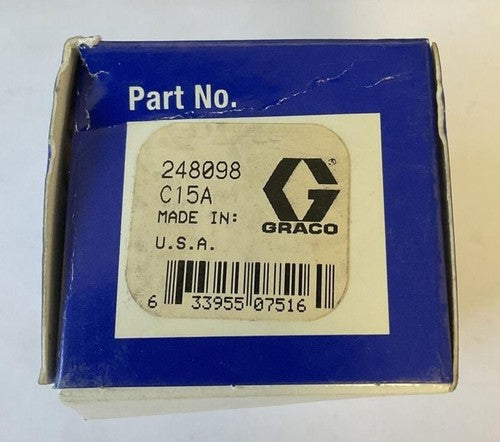 Part No.
248098
C15A
MADE IN:
U.S.A.
GRACO
®
6 33955 07516